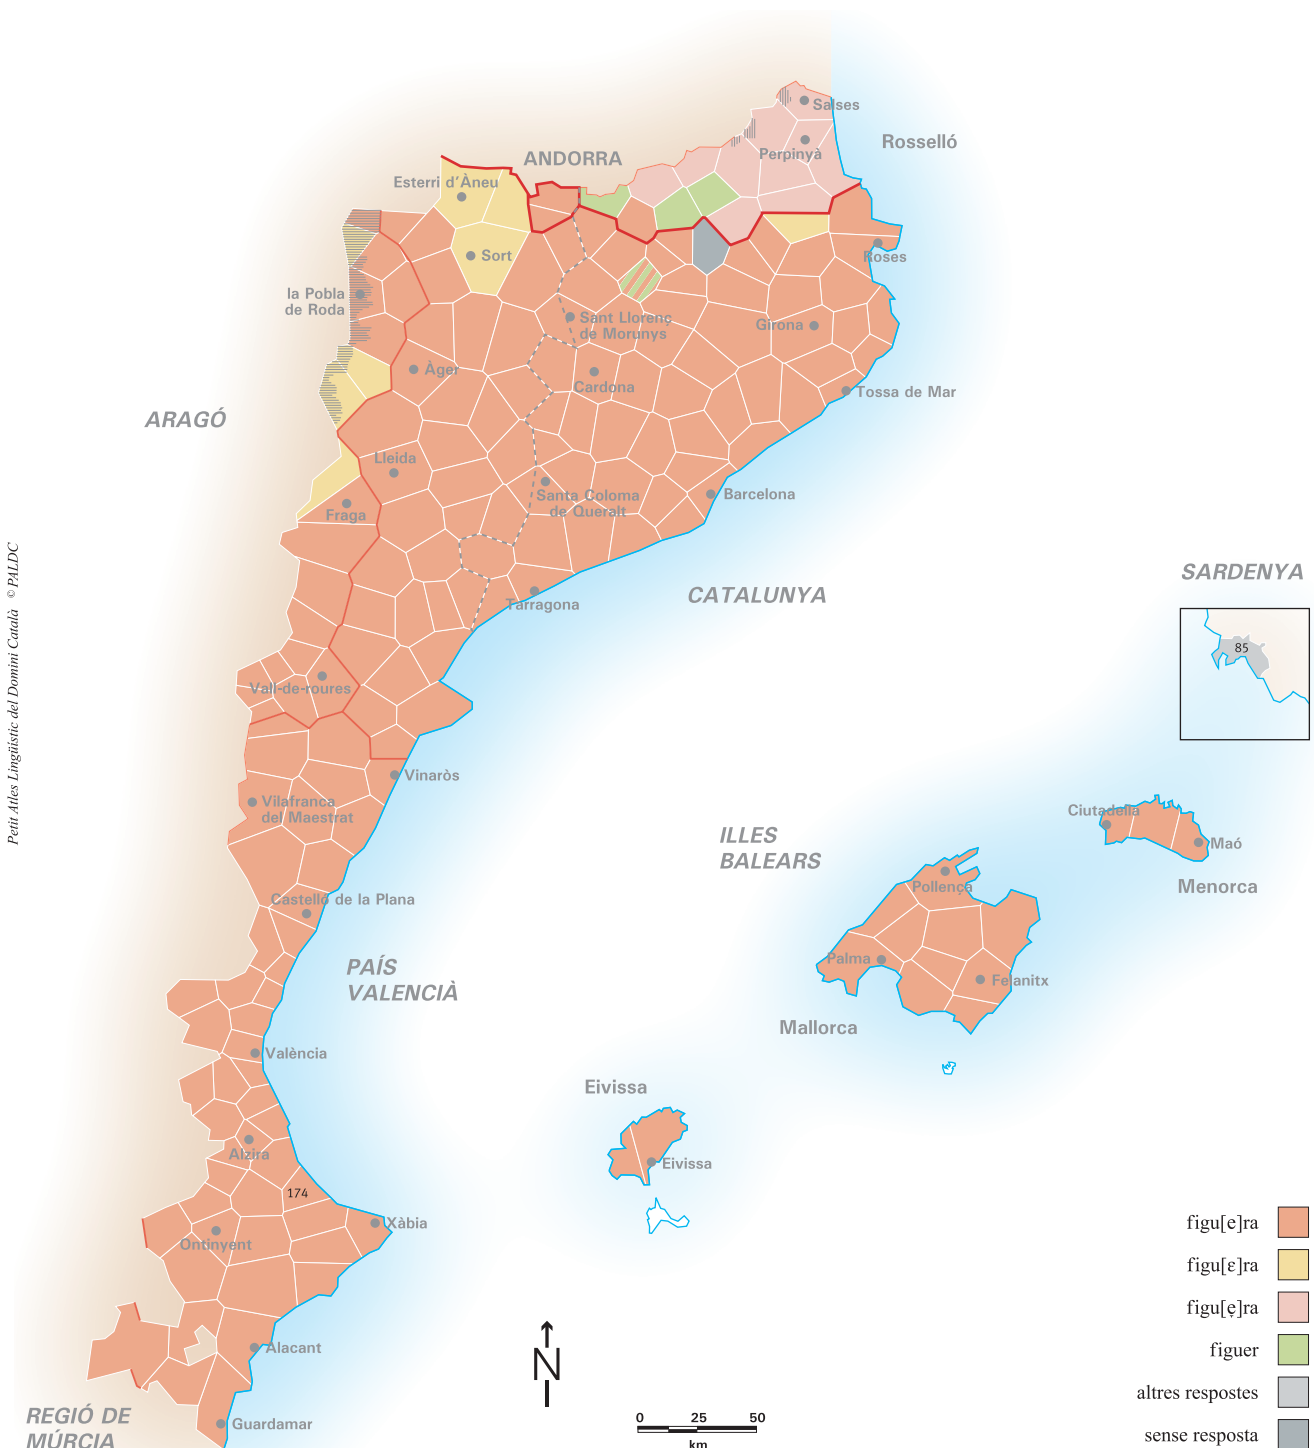 Salses
Rosselló
Perpinyà
ANDORRA
Esterri d'Àneu
Sort
Roses
la Pobla
de Roda
Sant Llorenç
de Morunys
Girona
Àger
Cardona
Tossa de Mar
ARAGÓ
Lleida
Santa Coloma
de Queralt
Barcelona
Fraga
Petit Atles Lingüístic del Domini Català © PALDC
Tarragona
CATALUNYA
SARDENYA
85
Vall-de-roures
Vinaròs
Vilafranca
del Maestrat
ILLES
BALEARS
Ciutadella
Maó
Menorca
Pollença
Castelló de la Plana
Palma
Felanitx
PAÍS
VALENCIÀ
Mallorca
València
Eivissa
Alzira
Eivissa
174
Xàbia
Ontinyent
figu[e]ra
figu[ɛ]ra
figu[ẹ]ra
figuer
altres respostes
sense resposta
Alacant
N
REGIÓ DE
MÚRCIA
Guardamar
0 25 50
km